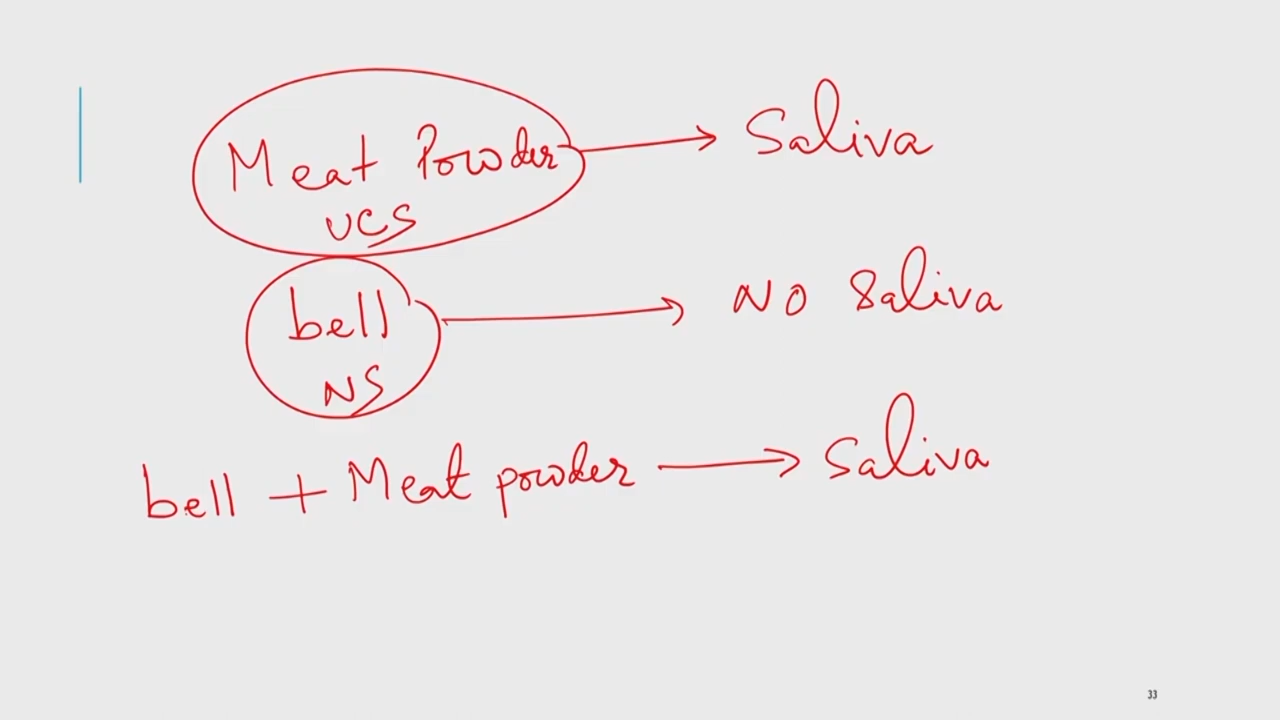 Meat Powder → Saliva
UCS
bell → NO Saliva
NS
bell + Meat powder → Saliva
33